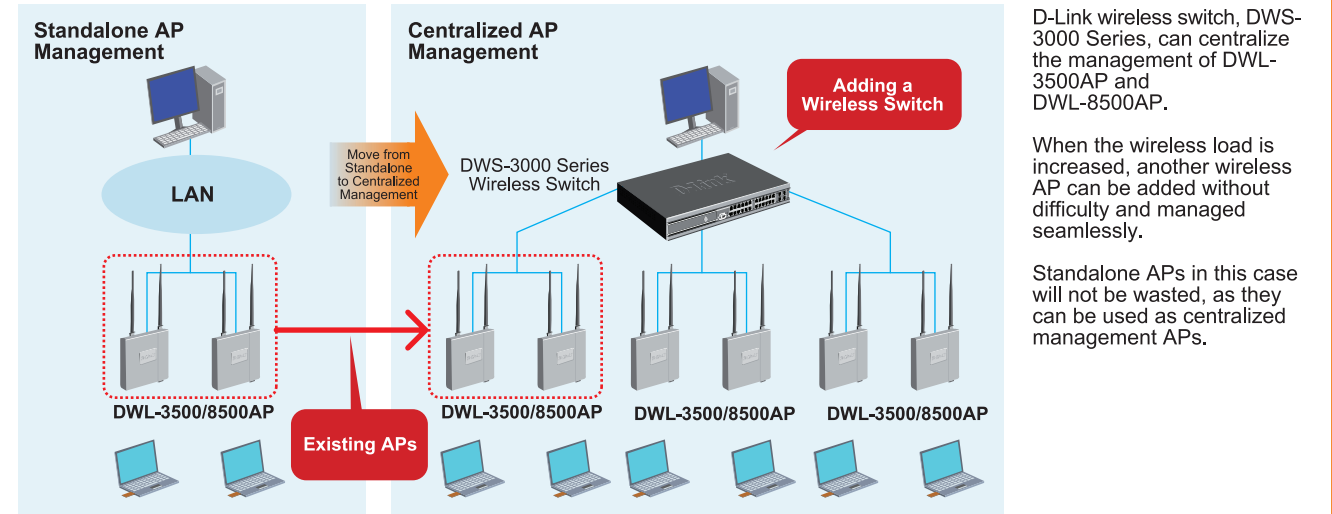 Standalone AP
Management
LAN
DWL-3500/8500AP
Move from
Standalone
to Centralized
Management
Existing APs
Centralized AP
Management
Adding a
Wireless Switch
DWS-3000 Series
Wireless Switch
D-Link
DWL-3500/8500AP
DWL-3500/8500AP
DWL-3500/8500AP
D-Link wireless switch, DWS-
3000 Series, can centralize
the management of DWL-
3500AP and
DWL-8500AP.
When the wireless load is
increased, another wireless
AP can be added without
difficulty and managed
seamlessly.
Standalone APs in this case
will not be wasted, as they
can be used as centralized
management APs.